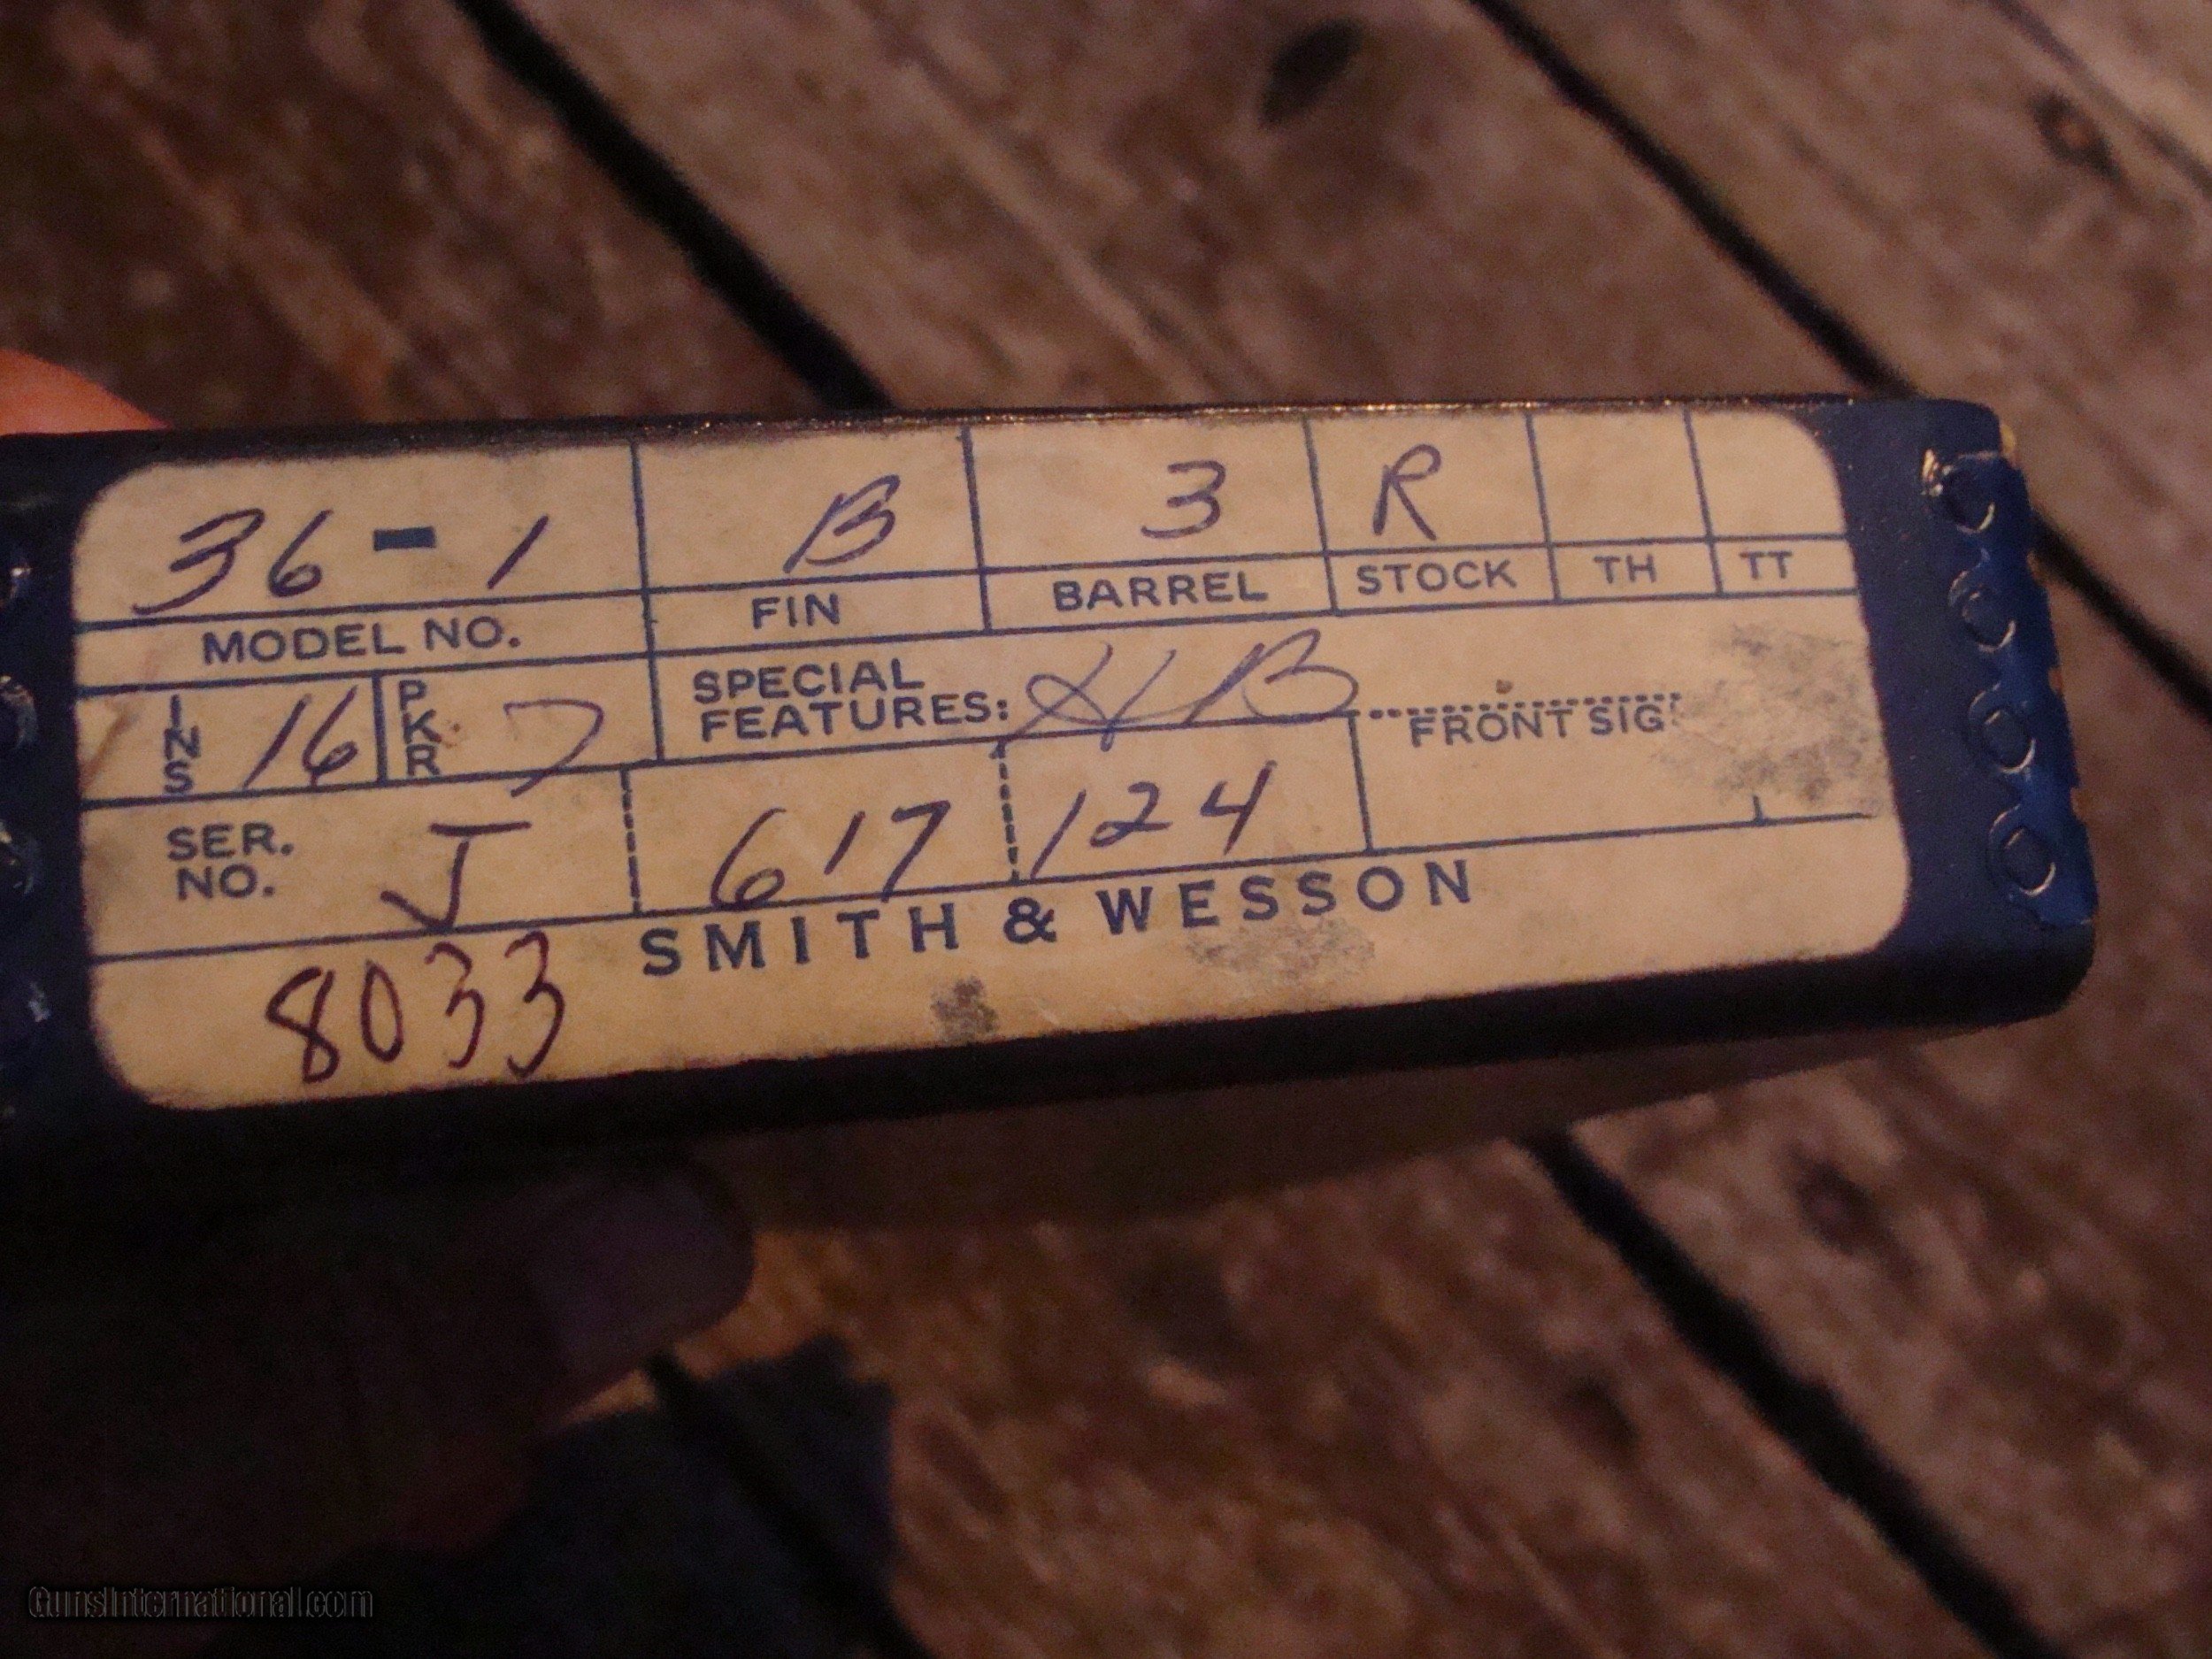 36-1 B 3 R
MODEL NO. FIN BARREL STOCK TH TT
INS 16 PKR 7 SPECIAL FEATURES: HB
FRONT SIG
SER. NO. J 617 124
8033 SMITH & WESSON
GunsInternational.com